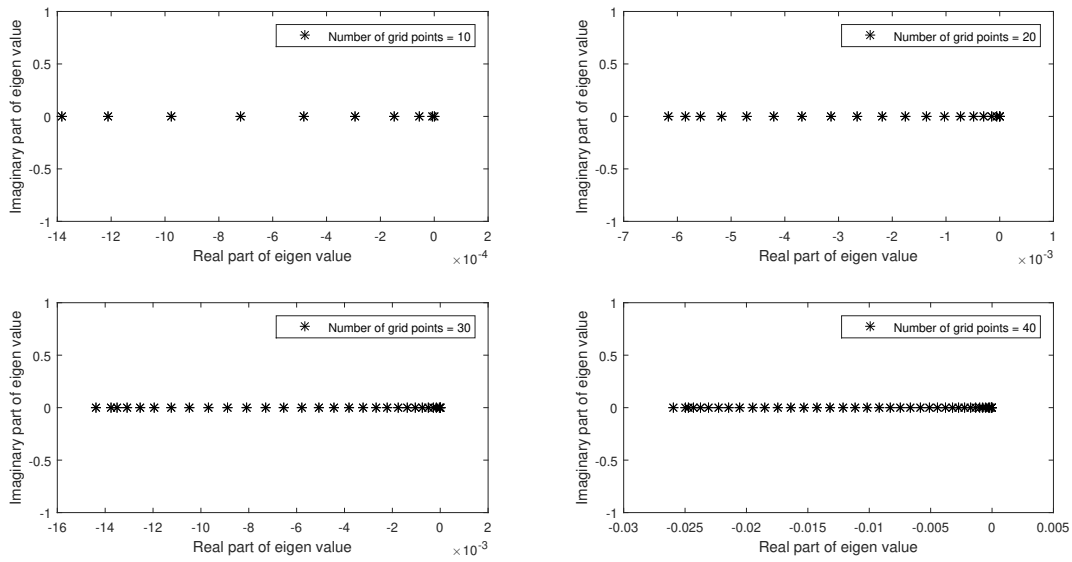 Number of grid points = 10
Imaginary part of eigen value
1
0.5
0
-0.5
-1
-14 -12 -10 -8 -6 -4 -2 0 2
Real part of eigen value
×10-4
Number of grid points = 20
Imaginary part of eigen value
1
0.5
0
-0.5
-1
-7 -6 -5 -4 -3 -2 -1 0 1
Real part of eigen value
×10-3
Number of grid points = 30
Imaginary part of eigen value
1
0.5
0
-0.5
-1
-16 -14 -12 -10 -8 -6 -4 -2 0 2
Real part of eigen value
×10-3
Number of grid points = 40
Imaginary part of eigen value
1
0.5
0
-0.5
-1
-0.03 -0.025 -0.02 -0.015 -0.01 -0.005 0 0.005
Real part of eigen value